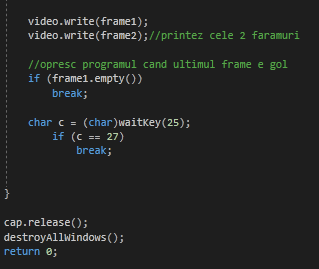 video.write(frame1);
video.write(frame2);//printez cele 2 faramuri
//opresc programul cand ultimul frame e gol
if (frame1.empty())
break;
char c = (char)waitKey(25);
if (c == 27)
break;
}
cap.release();
destroyAllWindows();
return 0;